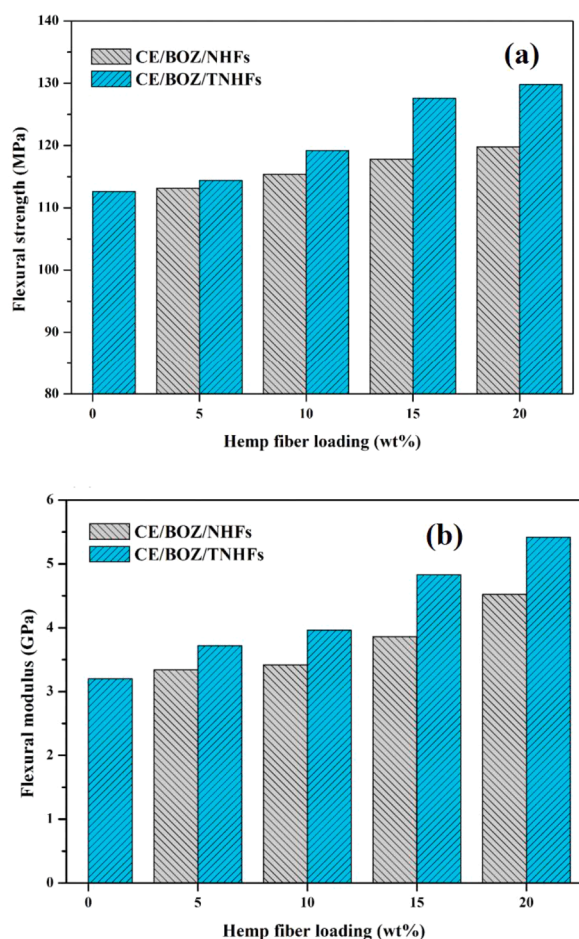 140
130
120
110
100
90
80
Flexural strength (MPa)
CE/BOZ/NHFs
CE/BOZ/TNHFs
(a)
0 5 10 15 20
Hemp fiber loading (wt%)
6
5
4
3
2
1
0
Flexural modulus (GPa)
CE/BOZ/NHFs
CE/BOZ/TNHFs
(b)
0 5 10 15 20
Hemp fiber loading (wt%)